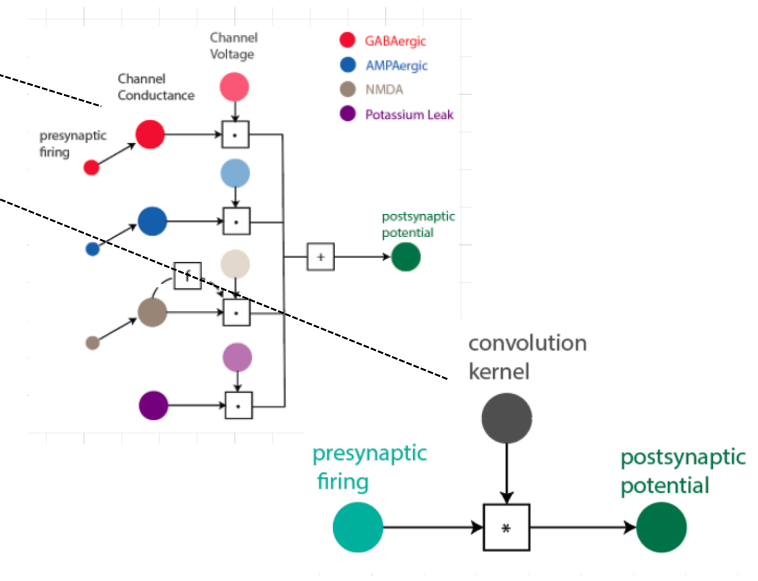 Channel
Voltage
GABAergic
AMPAergic
NMDA
Potassium Leak
Channel
Conductance
presynaptic
firing
·
·
postsynaptic
potential
+
f
·
·
convolution
kernel
presynaptic
firing
postsynaptic
potential
*